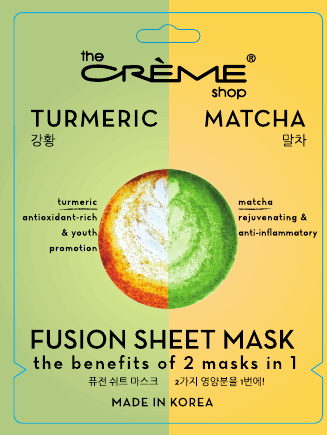 the
CRÈME®
shop
TURMERIC
강황
MATCHA
말차
turmeric
antioxidant-rich
& youth
promotion
matcha
rejuvenating &
anti-inflammatory
FUSION SHEET MASK
the benefits of 2 masks in 1
퓨전 쉬트 마스크 2가지 영양분을 1번에!
MADE IN KOREA